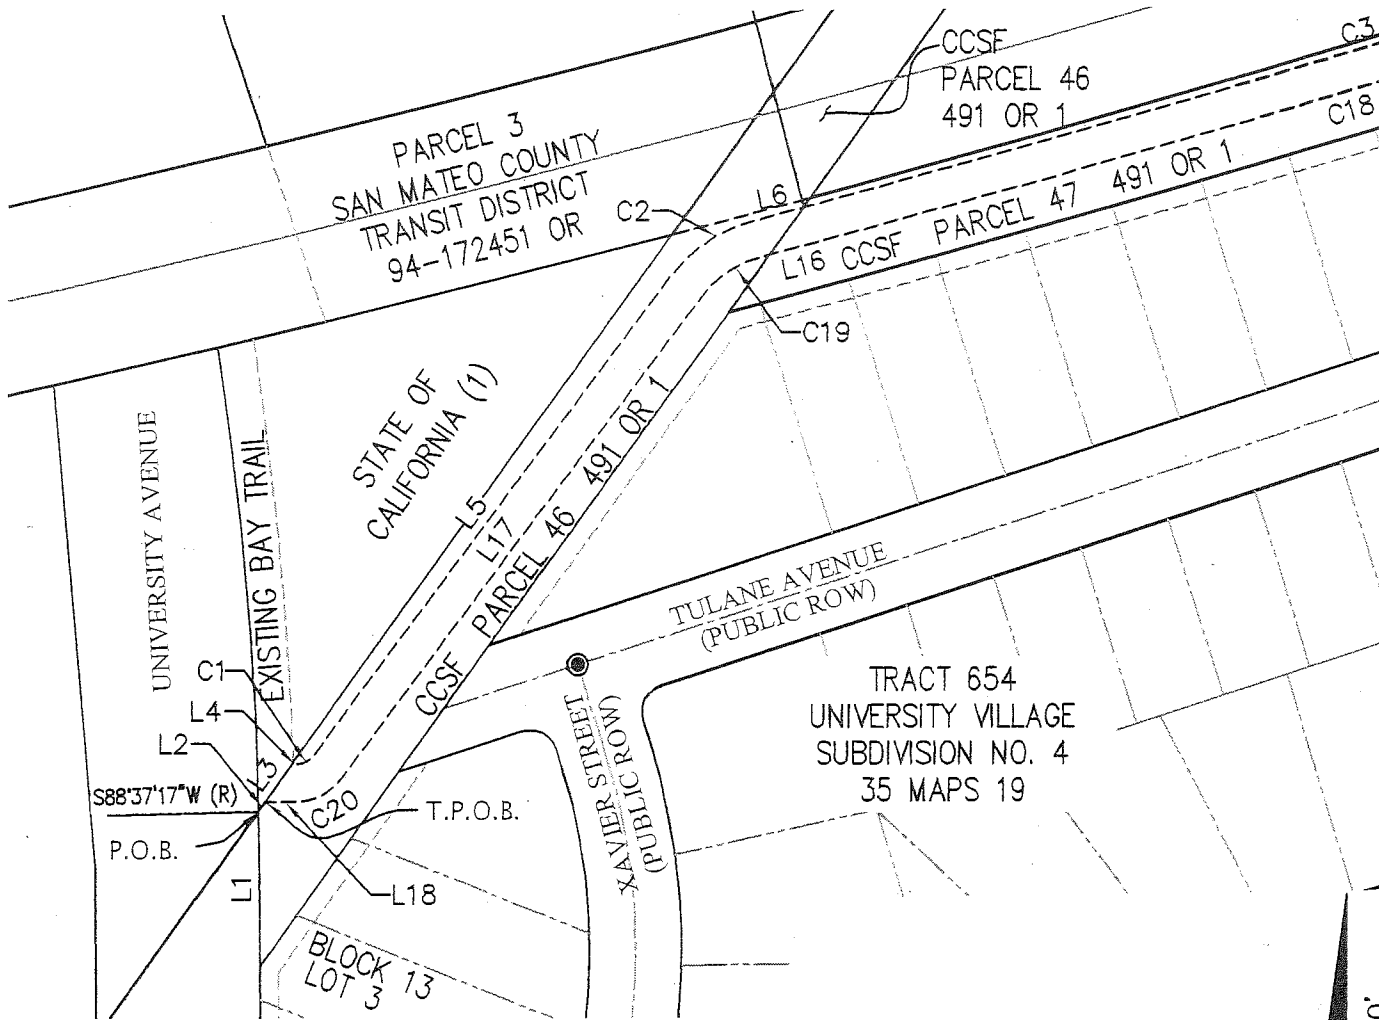 CCSF
PARCEL 46
491 OR 1
C3
C18
PARCEL 3
SAN MATEO COUNTY
TRANSIT DISTRICT
94-172451 OR
C2
L6
L16 CCSF PARCEL 47 491 OR 1
C19
STATE OF
CALIFORNIA (1)
UNIVERSITY AVENUE
EXISTING BAY TRAIL
L5
L17
CCSF PARCEL 46 491 OR 1
TULANE AVENUE
(PUBLIC ROW)
C1
L4
L2
L3
S88°37'17"W (R)
C20
T.P.O.B.
P.O.B.
L1
L18
XAVIER STREET
(PUBLIC ROW)
TRACT 654
UNIVERSITY VILLAGE
SUBDIVISION NO. 4
35 MAPS 19
BLOCK 13
LOT 3
0'